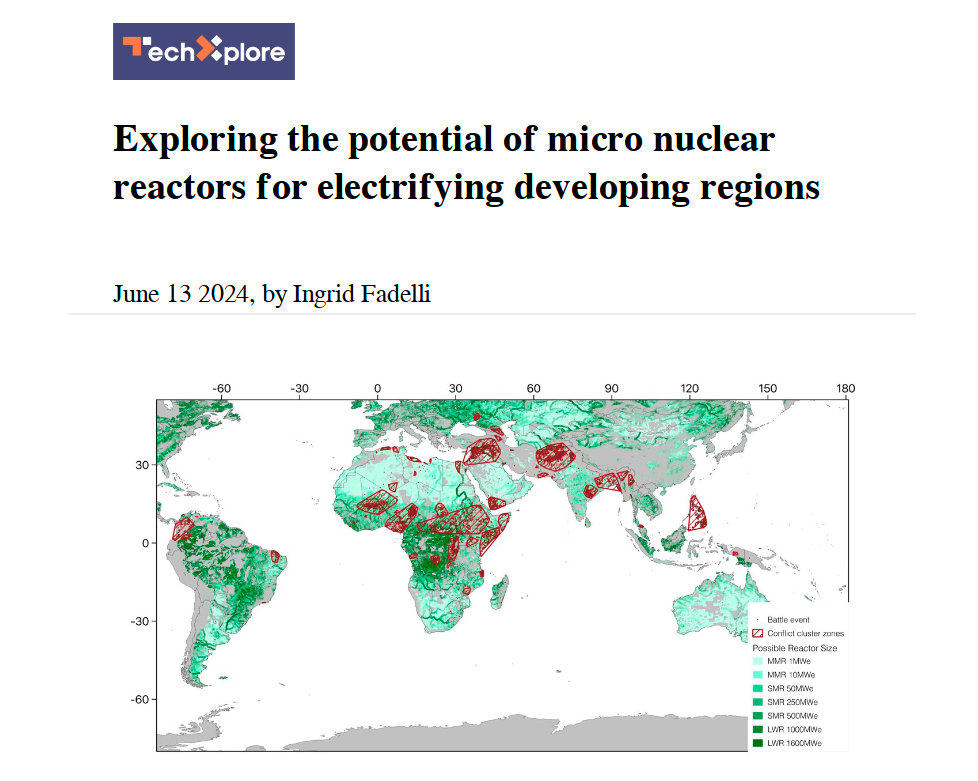 TechXplore
Exploring the potential of micro nuclear
reactors for electrifying developing regions
June 13 2024, by Ingrid Fadelli
-60 -30 0 30 60 90 120 150 180
30
0
-30
-60
Battle event
Conflict cluster zones
Possible Reactor Size
MMR 1MWe
MMR 10MWe
SMR 50MWe
SMR 250MWe
SMR 500MWe
LWR 1000MWe
LWR 1600MWe